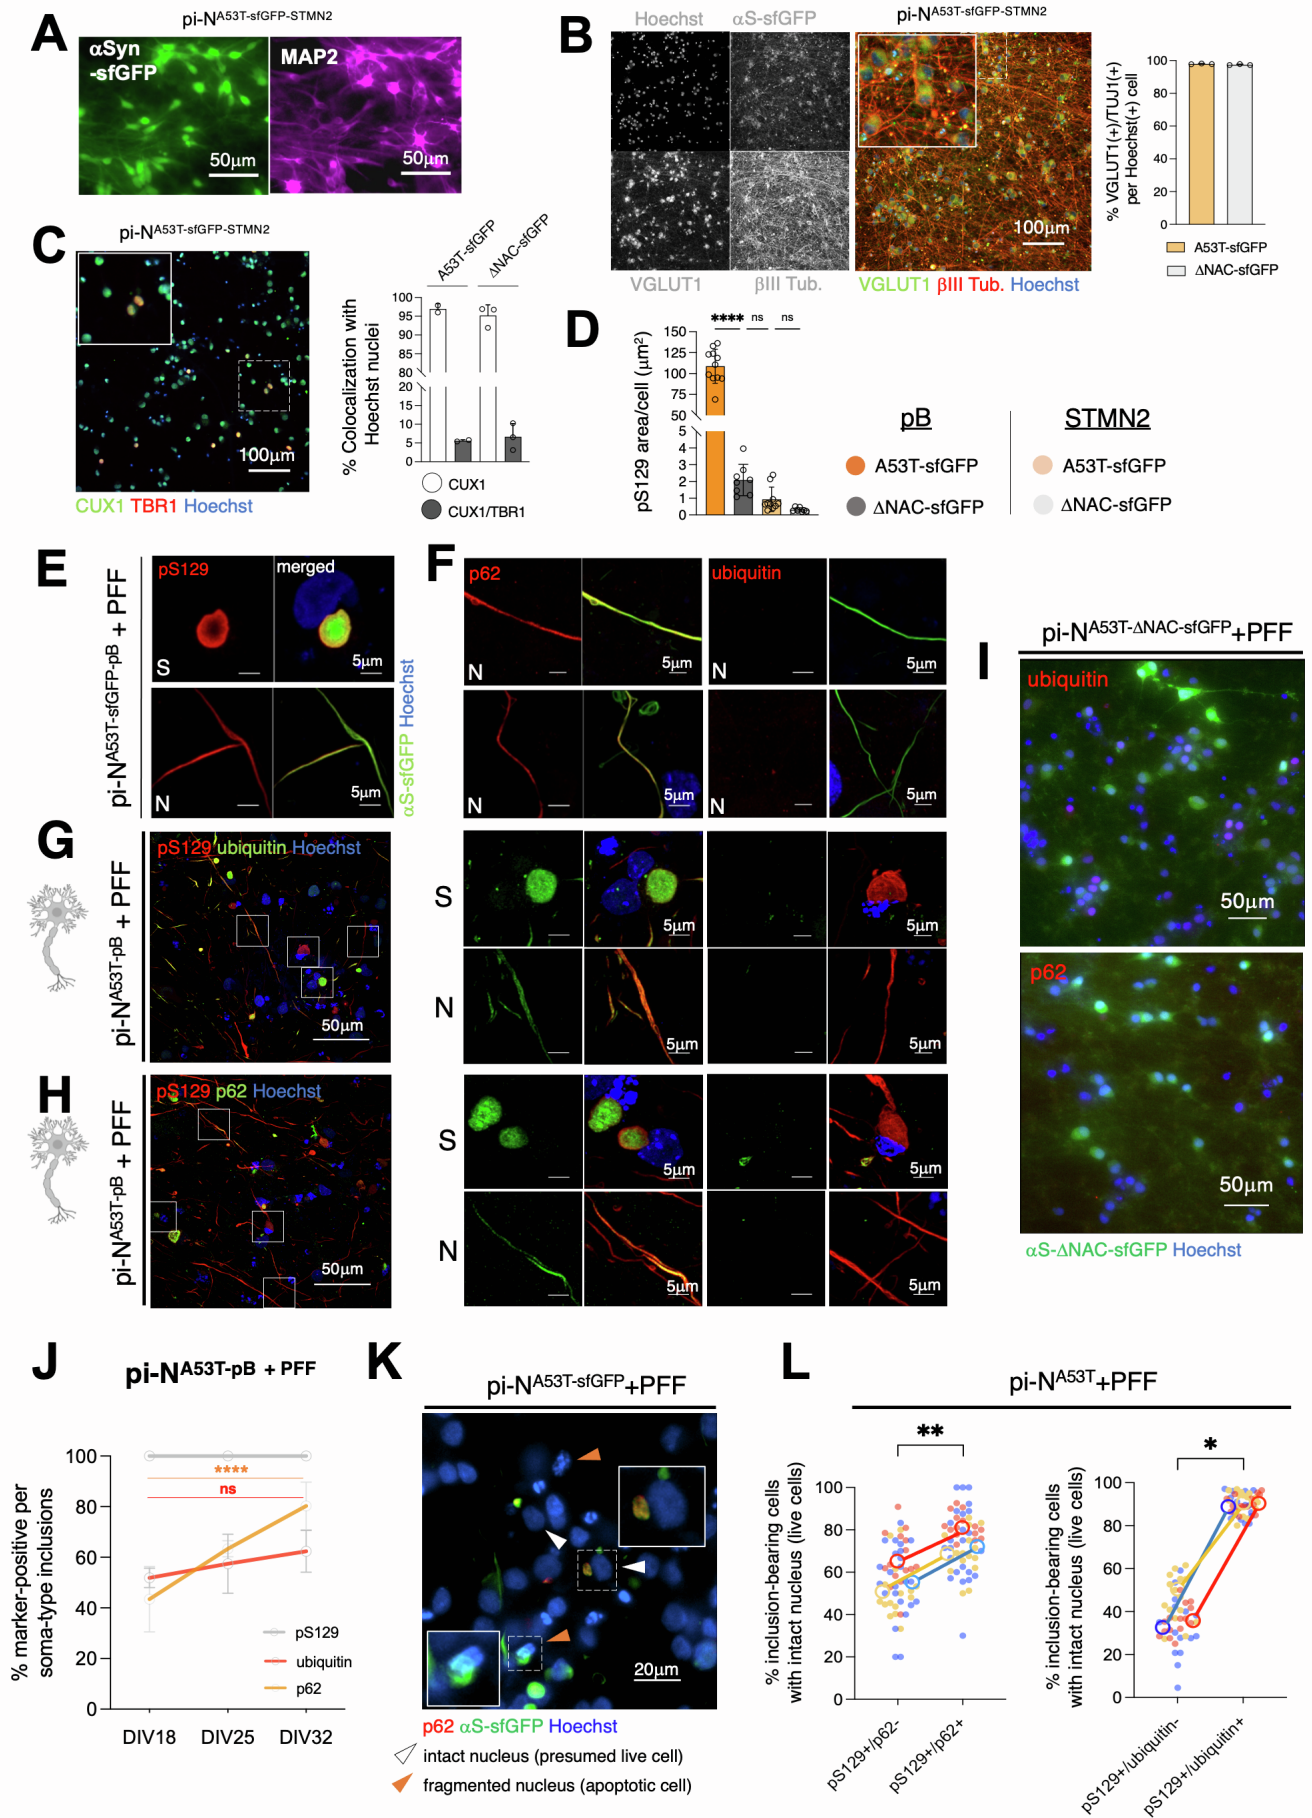 A
pi-N^A53T-sfGFP-STMN2
αSyn
-sfGFP
MAP2
50µm
50µm
B
Hoechst
αS-sfGFP
pi-N^A53T-sfGFP-STMN2
100µm
VGLUT1
βIII Tub.
VGLUT1 βIII Tub. Hoechst
% VGLUT1(+)/TUJ1(+)
per Hoechst(+) cell
100
80
60
40
20
0
A53T-sfGFP
ΔNAC-sfGFP
C
pi-N^A53T-sfGFP-STMN2
100µm
CUX1 TBR1 Hoechst
A53T-sfGFP
ΔNAC-sfGFP
% Colocalization with
Hoechst nuclei
100
95
90
85
80
20
15
10
5
0
CUX1
CUX1/TBR1
D
**** ns ns
pS129 area/cell (µm²)
150
125
100
75
50
5
4
3
2
1
0
pB
A53T-sfGFP
ΔNAC-sfGFP
STMN2
A53T-sfGFP
ΔNAC-sfGFP
E
pi-N^A53T-sfGFP-pB + PFF
pS129
merged
S
5µm
N
5µm
αS-sfGFP Hoechst
F
p62
ubiquitin
N
5µm
N
5µm
N
5µm
N
5µm
G
pi-N^A53T-pB + PFF
pS129 ubiquitin Hoechst
50µm
S
5µm
5µm
N
5µm
5µm
H
pi-N^A53T-pB + PFF
pS129 p62 Hoechst
50µm
S
5µm
5µm
N
5µm
5µm
I
pi-N^A53T-ΔNAC-sfGFP+PFF
ubiquitin
50µm
p62
50µm
αS-ΔNAC-sfGFP Hoechst
J
pi-N^A53T-pB + PFF
% marker-positive per
soma-type inclusions
100
80
60
40
20
0
****
ns
pS129
ubiquitin
p62
DIV18 DIV25 DIV32
K
pi-N^A53T-sfGFP+PFF
20µm
p62 αS-sfGFP Hoechst
intact nucleus (presumed live cell)
fragmented nucleus (apoptotic cell)
L
pi-N^A53T+PFF
**
% inclusion-bearing cells
with intact nucleus (live cells)
100
80
60
40
20
0
pS129+/p62-
pS129+/p62+
*
% inclusion-bearing cells
with intact nucleus (live cells)
100
80
60
40
20
0
pS129+/ubiquitin-
pS129+/ubiquitin+